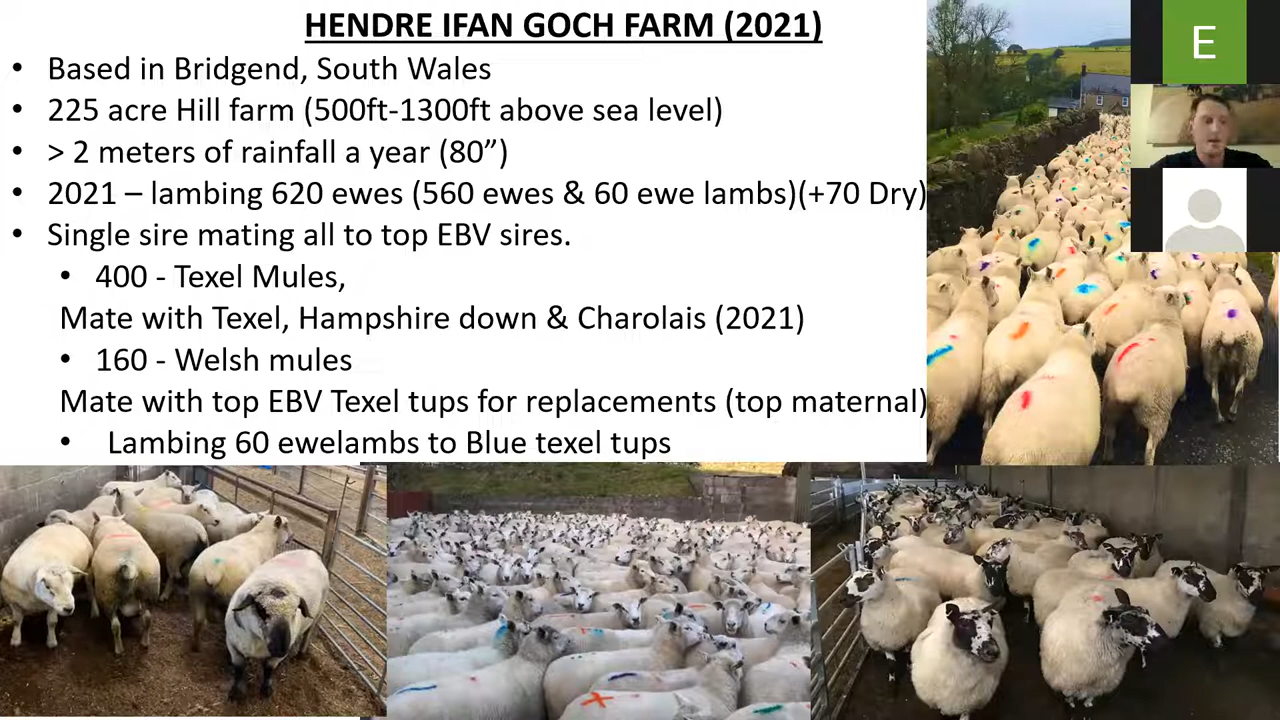 HENDRE IFAN GOCH FARM (2021)
• Based in Bridgend, South Wales
• 225 acre Hill farm (500ft-1300ft above sea level)
• > 2 meters of rainfall a year (80”)
• 2021 – lambing 620 ewes (560 ewes & 60 ewe lambs)(+70 Dry)
• Single sire mating all to top EBV sires.
• 400 - Texel Mules,
Mate with Texel, Hampshire down & Charolais (2021)
• 160 - Welsh mules
Mate with top EBV Texel tups for replacements (top maternal)
• Lambing 60 ewelambs to Blue texel tups
E